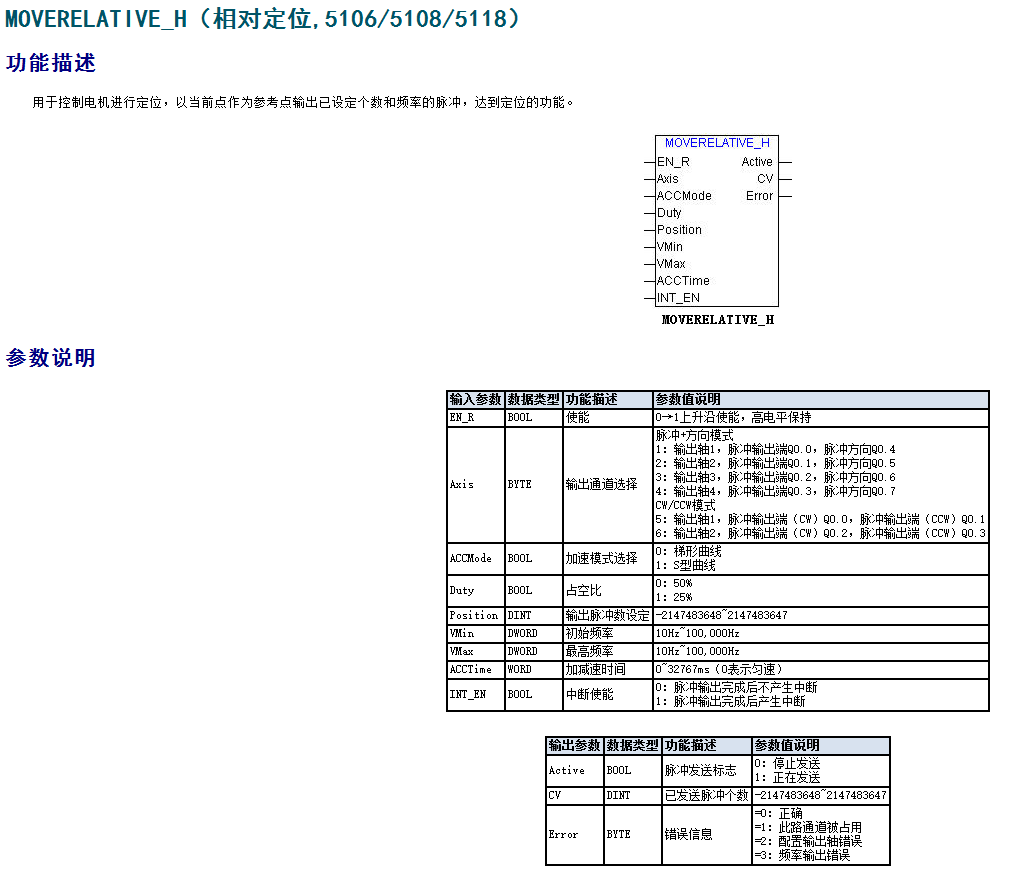 MOVERELATIVE_H（相对定位,5106/5108/5118）
功能描述
用于控制电机进行定位，以当前点作为参考点输出已设定个数和频率的脉冲，达到定位的功能。
MOVERELATIVE_H
EN_R Active
Axis CV
ACCMode Error
Duty
Position
VMin
VMax
ACCTime
INT_EN
MOVERELATIVE_H
参数说明
输入参数 数据类型 功能描述 参数值说明
EN_R BOOL 使能 0→1上升沿使能，高电平保持
Axis BYTE 输出通道选择 脉冲+方向模式
1：输出轴1，脉冲输出端Q0.0，脉冲方向Q0.4
2：输出轴2，脉冲输出端Q0.1，脉冲方向Q0.5
3：输出轴3，脉冲输出端Q0.2，脉冲方向Q0.6
4：输出轴4，脉冲输出端Q0.3，脉冲方向Q0.7
CW/CCW模式
5：输出轴1，脉冲输出端（CW）Q0.0，脉冲输出端（CCW）Q0.1
6：输出轴2，脉冲输出端（CW）Q0.2，脉冲输出端（CCW）Q0.3
ACCMode BOOL 加速模式选择 0：梯形曲线
1：S型曲线
Duty BOOL 占空比 0：50%
1：25%
Position DINT 输出脉冲数设定 -2147483648~2147483647
VMin DWORD 初始频率 10Hz~100,000Hz
VMax DWORD 最高频率 10Hz~100,000Hz
ACCTime WORD 加减速时间 0~32767ms（0表示匀速）
INT_EN BOOL 中断使能 0：脉冲输出完成后不产生中断
1：脉冲输出完成后产生中断
输出参数 数据类型 功能描述 参数值说明
Active BOOL 脉冲发送标志 0：停止发送
1：正在发送
CV DINT 已发送脉冲个数 -2147483648~2147483647
Error BYTE 错误信息 =0：正确
=1：此路通道被占用
=2：配置输出轴错误
=3：频率输出错误